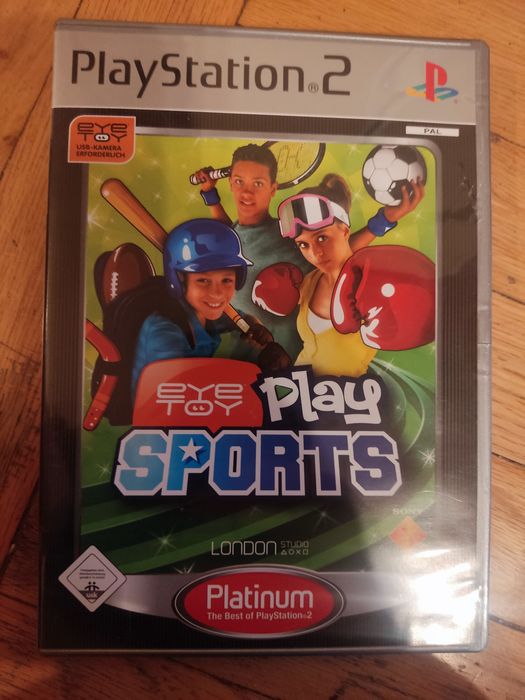 PlayStation®2
PAL
EYE
TOY
USB-KAMERA
ERFORDERLICH
EYE
TOY
Play
SPORTS
SONY
LONDON STUDIO
Platinum
The Best of PlayStation®2
usk